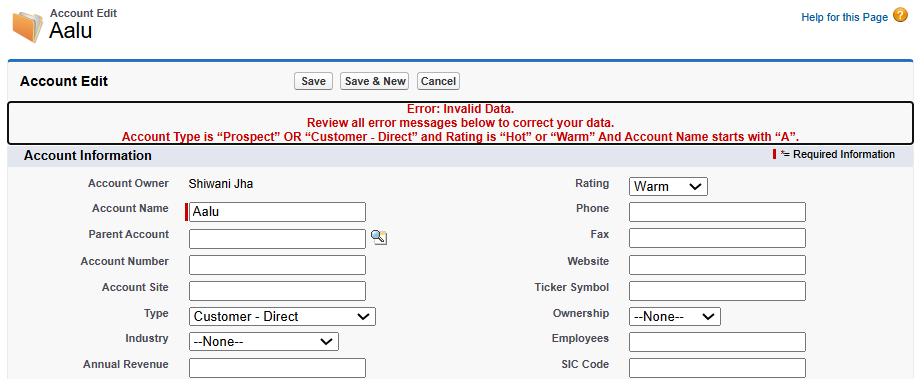 Account Edit
Aalu
Help for this Page ?
Account Edit Save Save & New Cancel
Error: Invalid Data.
Review all error messages below to correct your data.
Account Type is “Prospect” OR “Customer - Direct” and Rating is “Hot” or “Warm” And Account Name starts with “A”.
Account Information *= Required Information
Account Owner Shiwani Jha Rating Warm
Account Name Aalu Phone
Parent Account Fax
Account Number Website
Account Site Ticker Symbol
Type Customer - Direct Ownership --None--
Industry --None-- Employees
Annual Revenue SIC Code